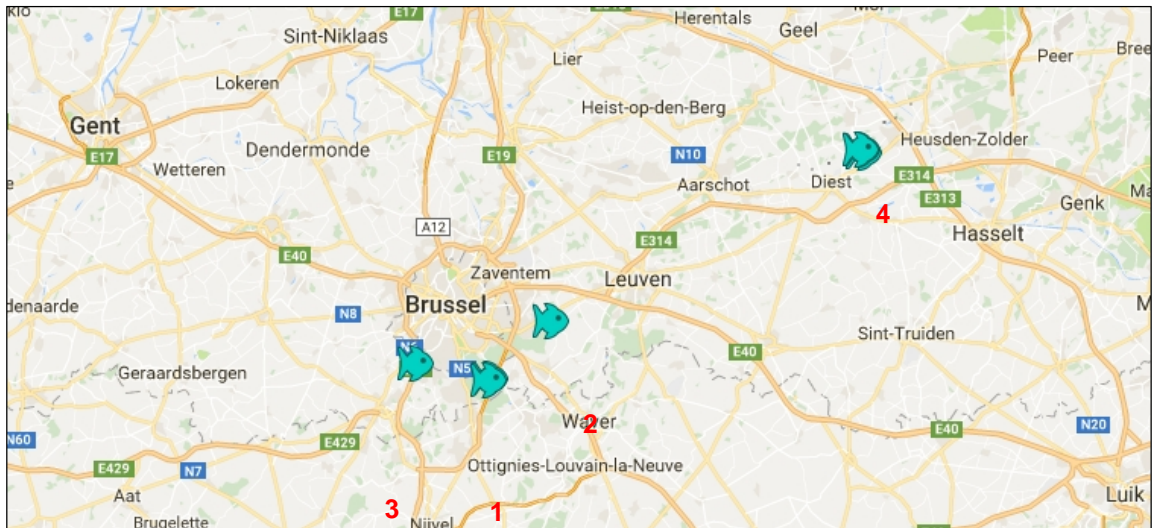 klo
E17
Herentals
Mol
Sint-Niklaas
Geel
Lier
Peer
Bree
Lokeren
Heist-op-den-Berg
Gent
Heusden-Zolder
Dendermonde
E17
E19
N10
Wetteren
E314
Aarschot
Diest
E313
Genk
4
A12
Hasselt
E314
E40
Zaventem
Leuven
denaarde
Brussel
N8
Sint-Truiden
E40
N5
Geraardsbergen
2
Waver
N20
E40
N60
E429
Ottignies-Louvain-la-Neuve
E429
N7
Aat
Luik
3
1
Brugelette
Nijvel